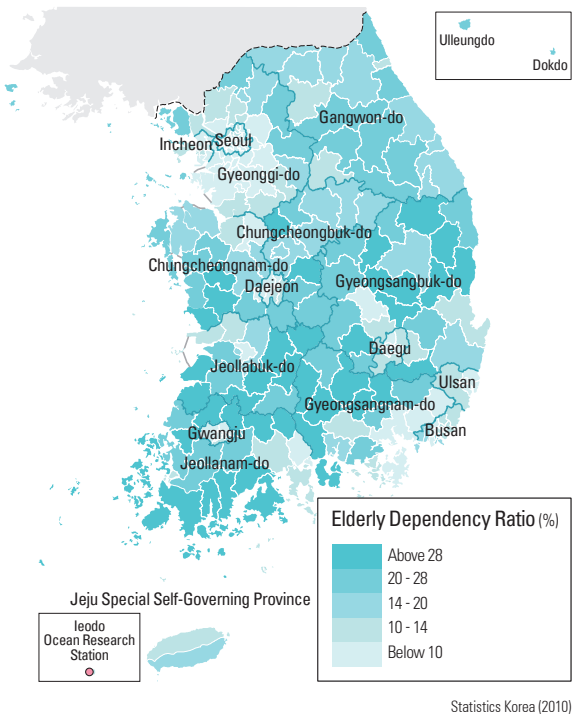 Ulleungdo
Dokdo
Gangwon-do
Incheon
Seoul
Gyeonggi-do
Chungcheongbuk-do
Chungcheongnam-do
Daejeon
Gyeongsangbuk-do
Daegu
Jeollabuk-do
Ulsan
Gyeongsangnam-do
Busan
Gwangju
Jeollanam-do
Elderly Dependency Ratio (%)
Above 28
20 - 28
14 - 20
10 - 14
Below 10
Jeju Special Self-Governing Province
Ieodo
Ocean Research
Station
Statistics Korea (2010)